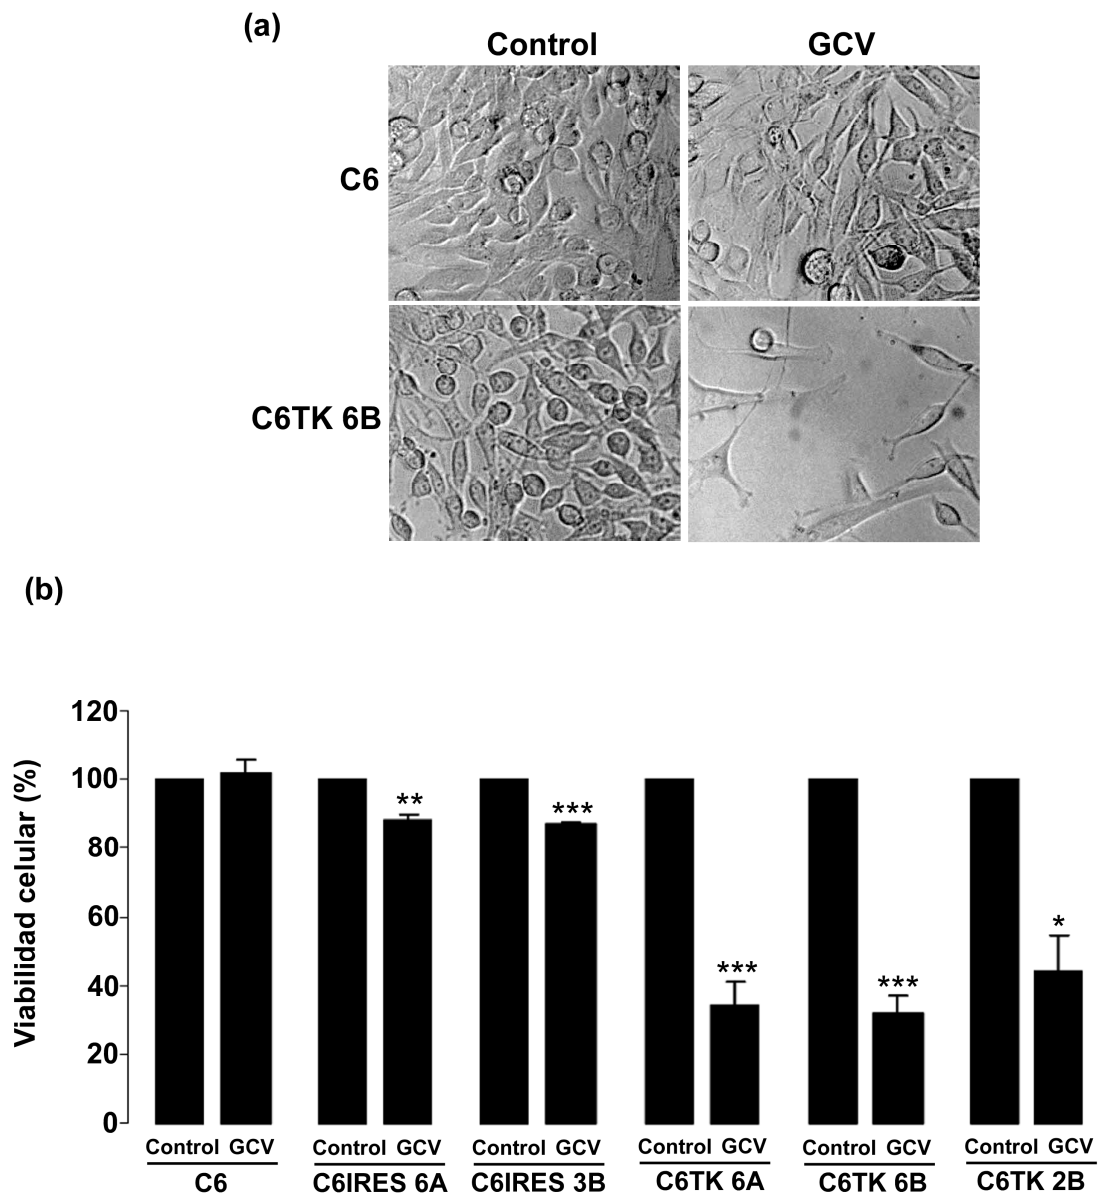 (a)
Control GCV
C6
C6TK 6B
(b)
Viabilidad celular (%)
120
100
80
60
40
20
0
** *** *** *** *
Control GCV Control GCV Control GCV Control GCV Control GCV Control GCV
C6 C6IRES 6A C6IRES 3B C6TK 6A C6TK 6B C6TK 2B